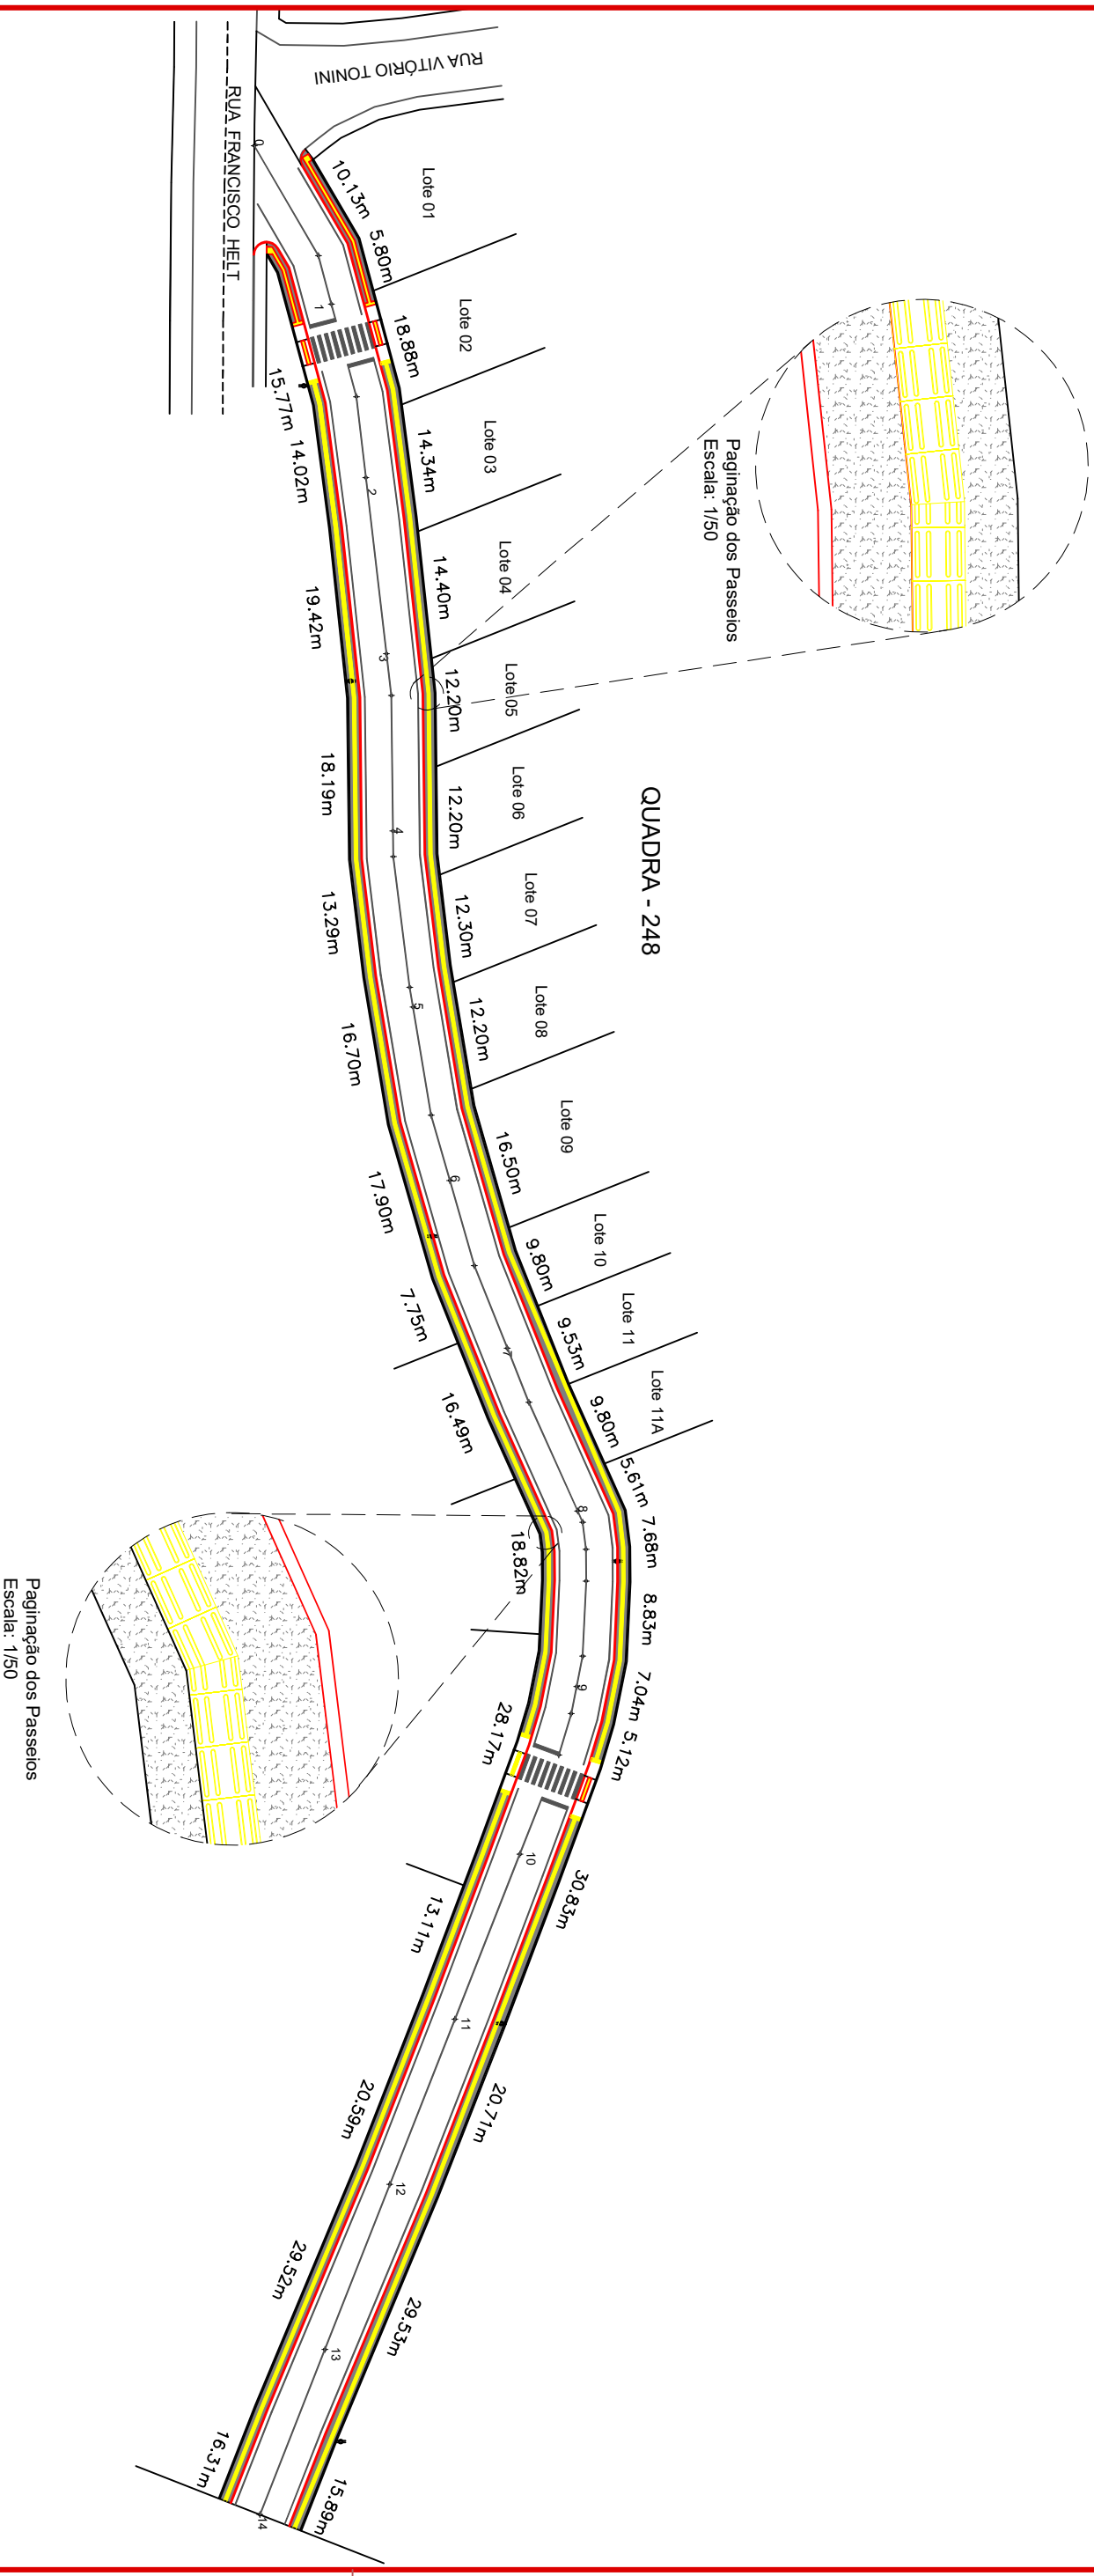 RUA VITÓRIO TONINI
RUA FRANCISCO HELT
0
Lote 01
10.13m
5.80m
1
Lote 02
18.88m
15.77m
Lote 03
14.34m
14.02m
2
Lote 04
14.40m
19.42m
3
Lote 05
12.20m
Paginação dos Passeios
Escala: 1/50
QUADRA - 248
Lote 06
12.20m
18.19m
4
Lote 07
12.30m
13.29m
5
Lote 08
12.20m
16.70m
Lote 09
16.50m
6
17.90m
Lote 10
9.80m
7.75m
Lote 11
9.53m
7
Lote 11A
9.80m
16.49m
5.61m
8
7.68m
18.82m
8.83m
9
7.04m
5.12m
28.17m
Paginação dos Passeios
Escala: 1/50
10
30.83m
13.11m
11
20.71m
20.59m
12
29.52m
29.53m
13
16.31m
15.89m
14